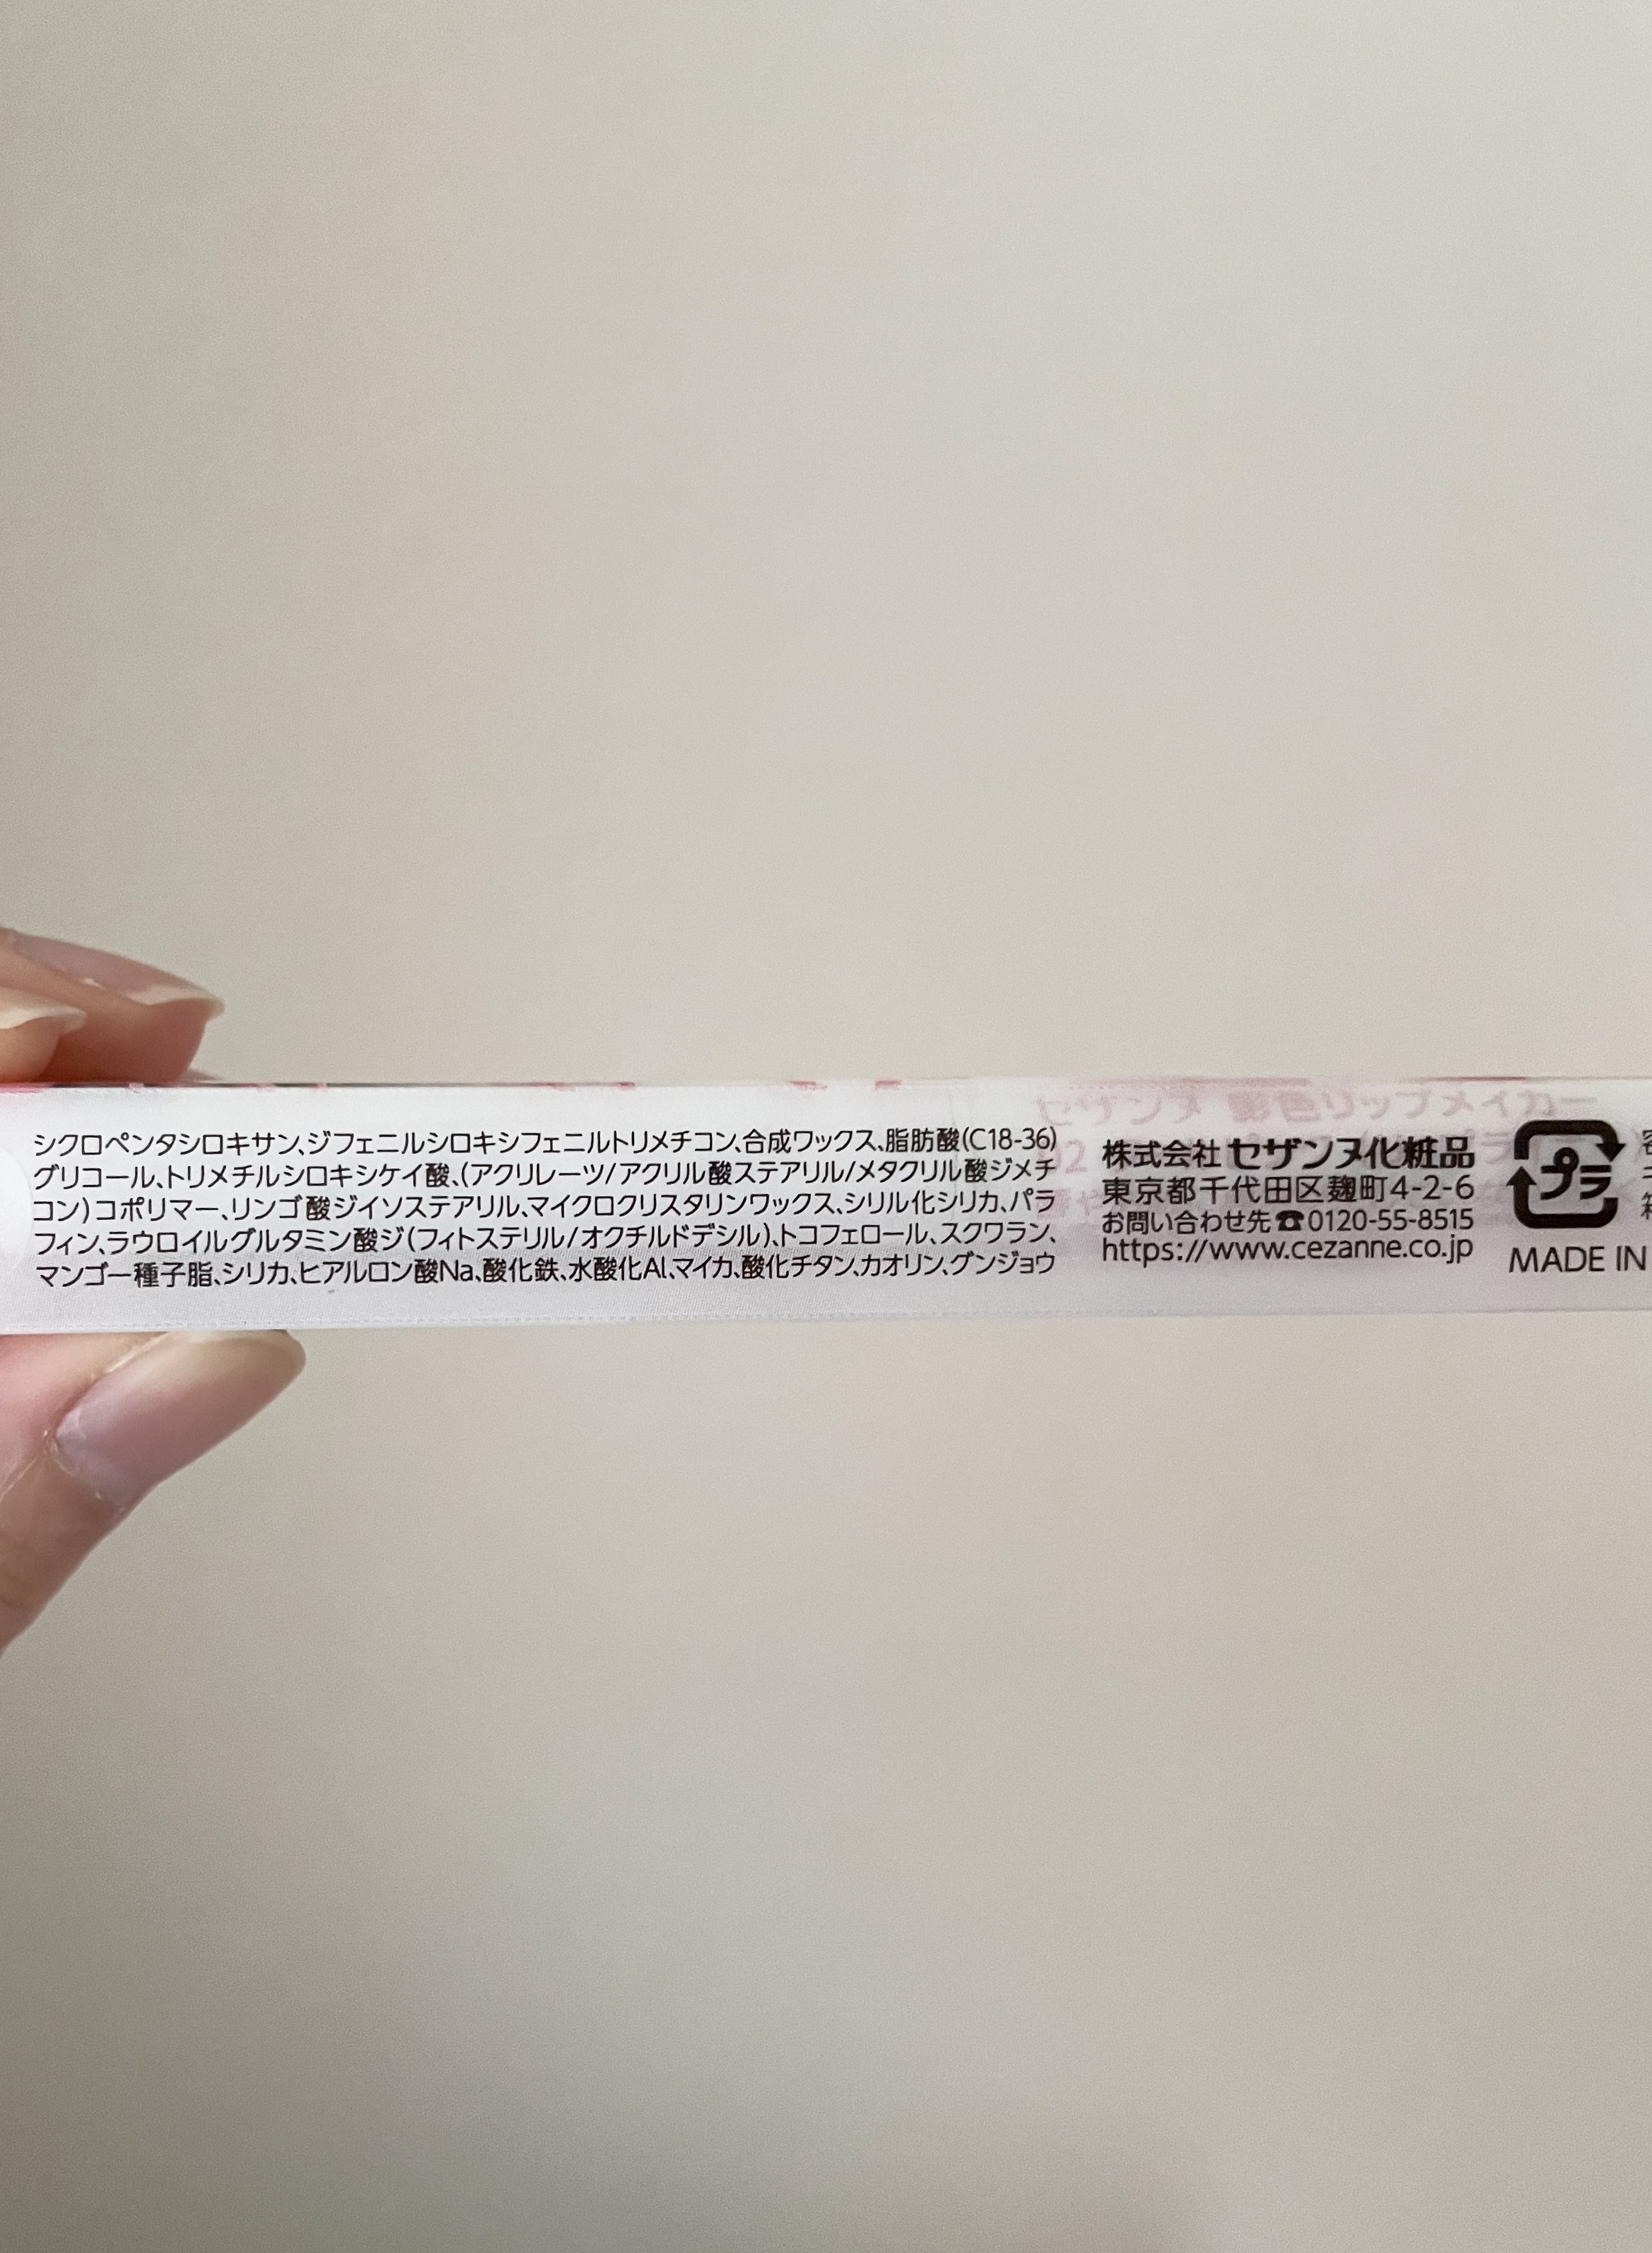 シクロペンタシロキサン、ジフェニルシロキシフェニルトリメチコン、合成ワックス、脂肪酸(C18-36)
グリコール、トリメチルシロキシケイ酸、(アクリレーツ/アクリル酸ステアリル/メタクリル酸ジメチ
コン)コポリマー、リンゴ酸ジイソステアリル、マイクロクリスタリンワックス、シリル化シリカ、パラ
フィン、ラウロイルグルタミン酸ジ(フィトステリル/オクチルドデシル)、トコフェロール、スクワラン、
マンゴー種子脂、シリカ、ヒアルロン酸Na、酸化鉄、水酸化Al、マイカ、酸化チタン、カオリン、グンジョウ
セザンヌ 影色リップメイカー
株式会社 セザンヌ化粧品
東京都千代田区麹町4-2-6
お問い合わせ先☎0120-55-8515
https://www.cezanne.co.jp
プラ
MADE IN